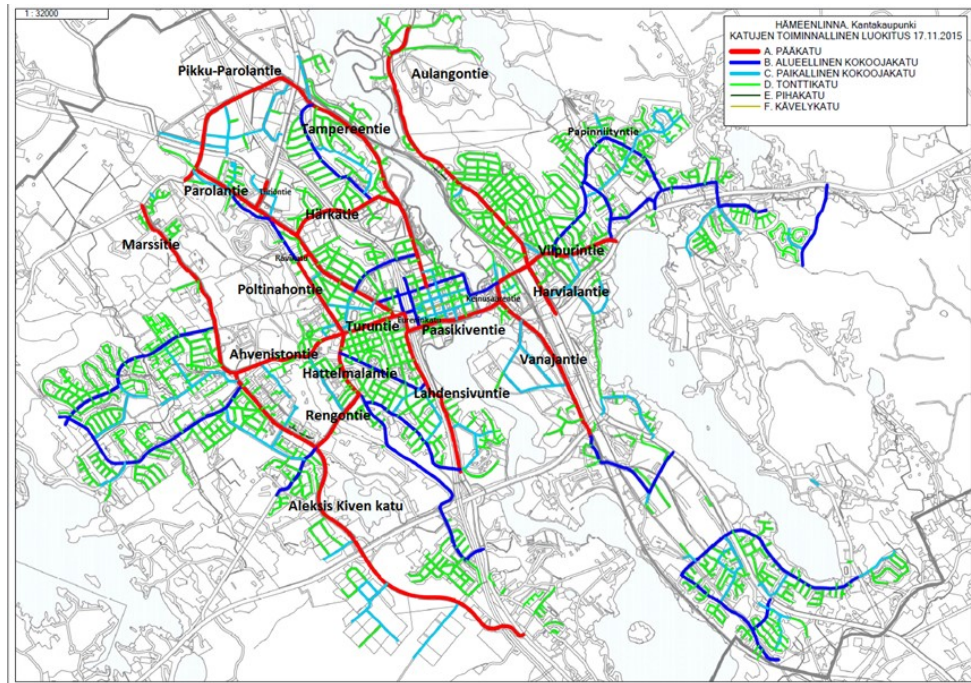 1 : 32000
HÄMEENLINNA, Kantakaupunki
KATUJEN TOIMINNALLINEN LUOKITUS 17.11.2015
A. PÄÄKATU
B. ALUEELLINEN KOKOOJAKATU
C. PAIKALLINEN KOKOOJAKATU
D. TONTTIKATU
E. PIHAKATU
F. KÄVELYKATU
Pikku-Parolantie
Aulangontie
Tampereentie
Papinniityntie
Parolantie
Härkätie
Marssitie
Viipurintie
Poltinahontie
Harvialantie
Keinusaarentie
Turuntie
Paasikiventie
Ahvenistontie
Vanajantie
Hattelmalantie
Lahdensivuntie
Rengontie
Aleksis Kiven katu